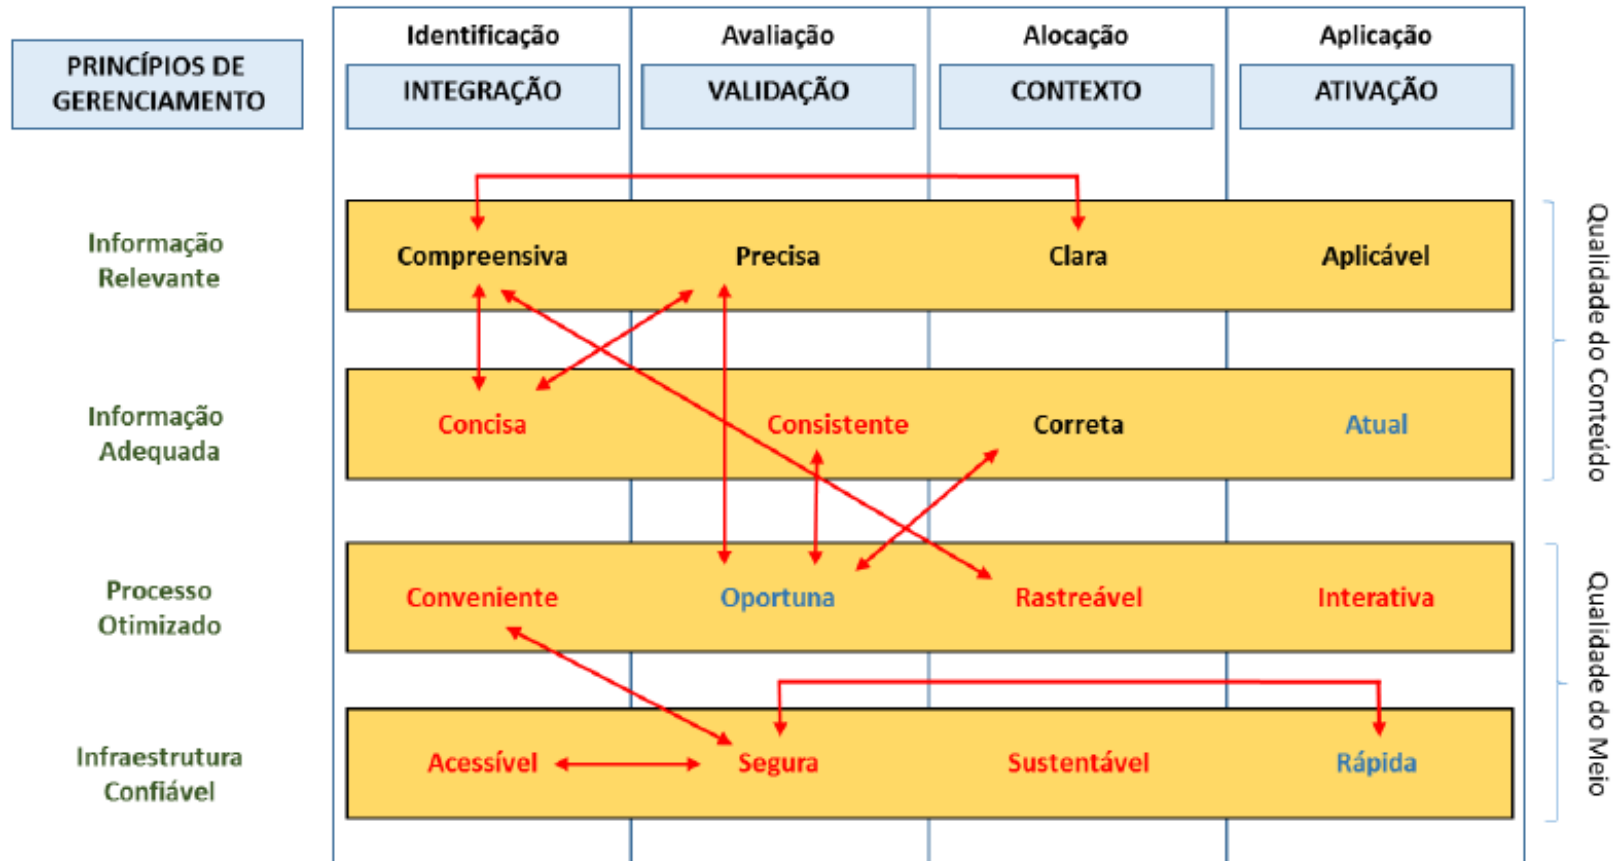 PRINCÍPIOS DE
GERENCIAMENTO
Identificação
Avaliação
Alocação
Aplicação
INTEGRAÇÃO
VALIDAÇÃO
CONTEXTO
ATIVAÇÃO
Informação
Relevante
Compreensiva
Precisa
Clara
Aplicável
Informação
Adequada
Concisa
Consistente
Correta
Atual
Qualidade do Conteúdo
Processo
Otimizado
Conveniente
Oportuna
Rastreável
Interativa
Infraestrutura
Confiável
Acessível
Segura
Sustentável
Rápida
Qualidade do Meio